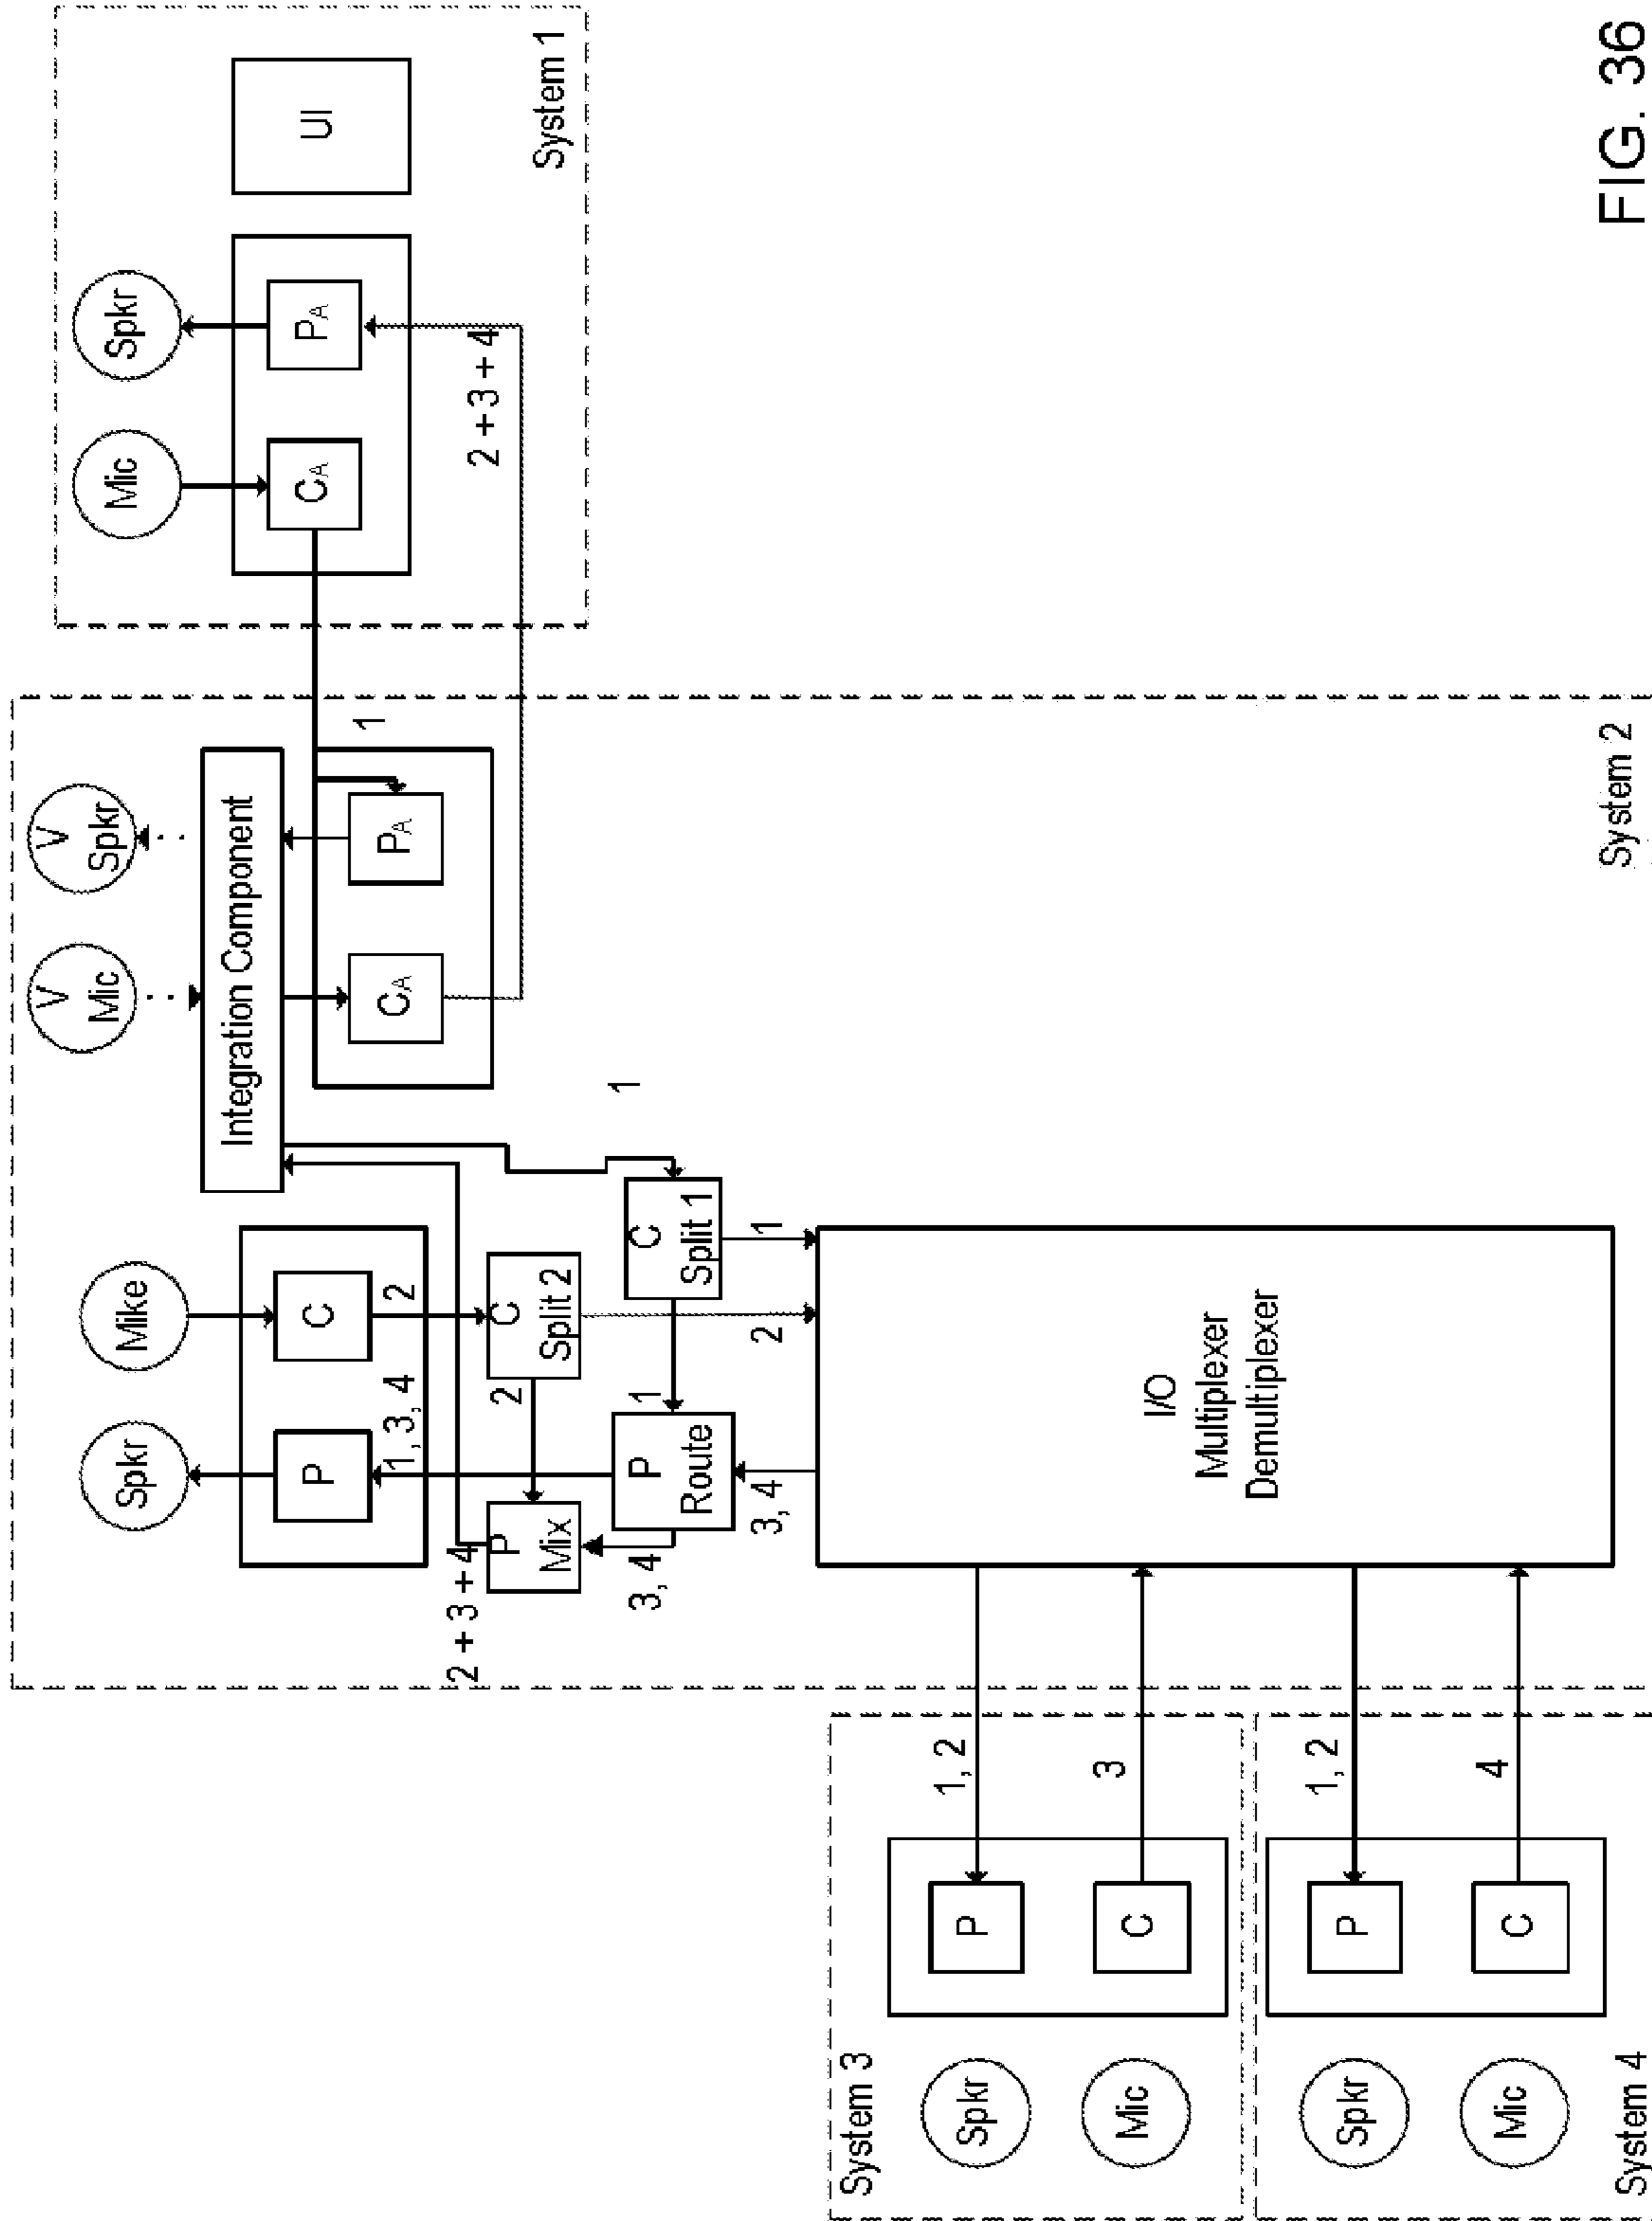 Spkr
Mike
V
Mic
V
Spkr
Mic
Spkr
P
C
Integration Component
CA
PA
UI
1, 3, 4
2
CA
PA
1
System 1
2 + 3 + 4
P
Mix
2
C
Split 2
2 + 3 + 4
3, 4
P
Route
1
C
Split 1
1
3, 4
2
1
System 3
Spkr
P
1, 2
Mic
C
3
I/O
Multiplexer
Demultiplexer
Spkr
P
1, 2
Mic
C
4
System 4
System 2
FIG. 36